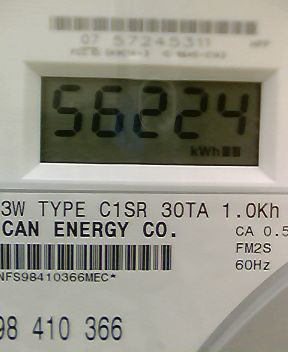 07 57245311
56224
kWh
3W TYPE C1SR 30TA 1.0Kh
CAN ENERGY CO.
CA 0.5
FM2S
60Hz
NFS98410366MEC*
98 410 366